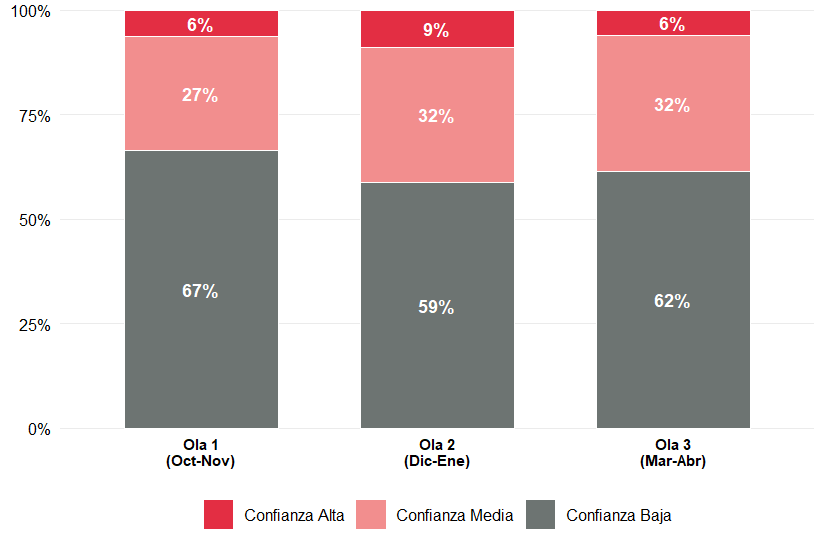 100%
75%
50%
25%
0%
6%
27%
67%
9%
32%
59%
6%
32%
62%
Ola 1
(Oct-Nov)
Ola 2
(Dic-Ene)
Ola 3
(Mar-Abr)
Confianza Alta
Confianza Media
Confianza Baja